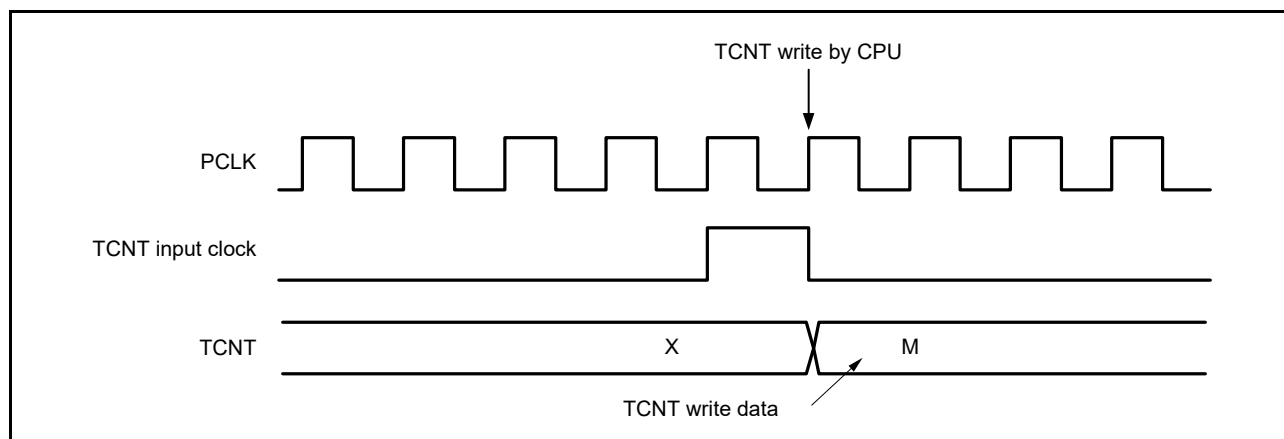 TCNT write by CPU
PCLK
TCNT input clock
TCNT
X
M
TCNT write data